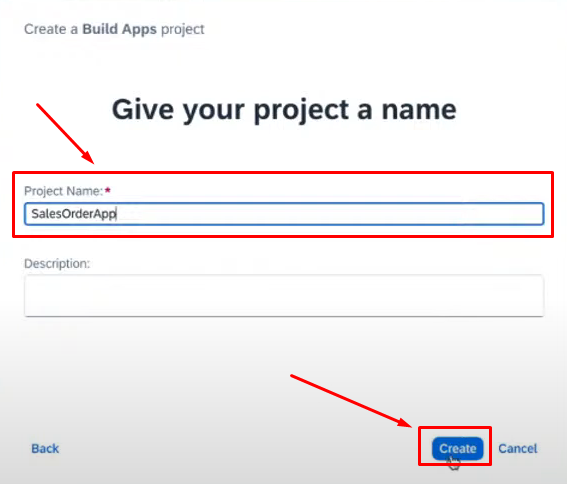 Create a Build Apps project
Give your project a name
Project Name:*
SalesOrderApp
Description:
Back
Create
Cancel